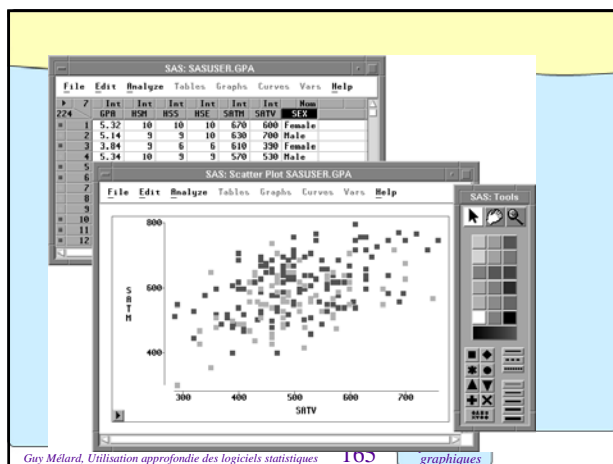 SAS: SASUSER.GPA
File Edit Analyze Tables Graphs Curves Vars Help
7 Int Int Int Int Int Int Nom
224 GPA HSM HSS HSE SATM SATV SEX
1 5.32 10 10 10 670 600 Female
2 5.14 9 9 10 630 700 Male
3 3.84 9 6 6 610 390 Female
4 5.34 10 9 9 570 530 Male
5
6
7
8
9
10
11
12
SAS: Scatter Plot SASUSER.GPA
File Edit Analyze Tables Graphs Curves Vars Help
800
600
400
SATM
300 400 500 600 700
SATV
SAS: Tools
Guy Mélard, Utilisation approfondie des logiciels statistiques 165 graphiques